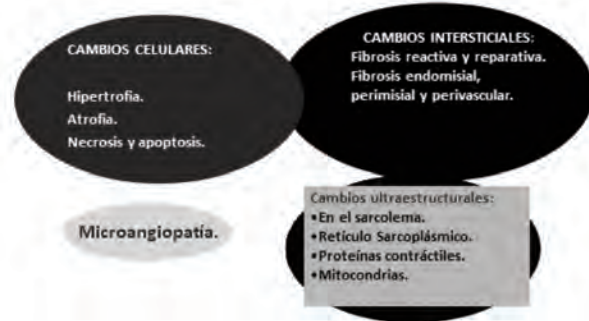 CAMBIOS CELULARES:
Hipertrofia.
Atrofia.
Necrosis y apoptosis.
CAMBIOS INTERSTICIALES:
Fibrosis reactiva y reparativa.
Fibrosis endomisial,
perimisial y perivascular.
Microangiopatía.
Cambios ultraestructurales:
•En el sarcolema.
•Retículo Sarcoplásmico.
•Proteínas contráctiles.
•Mitocondrias.